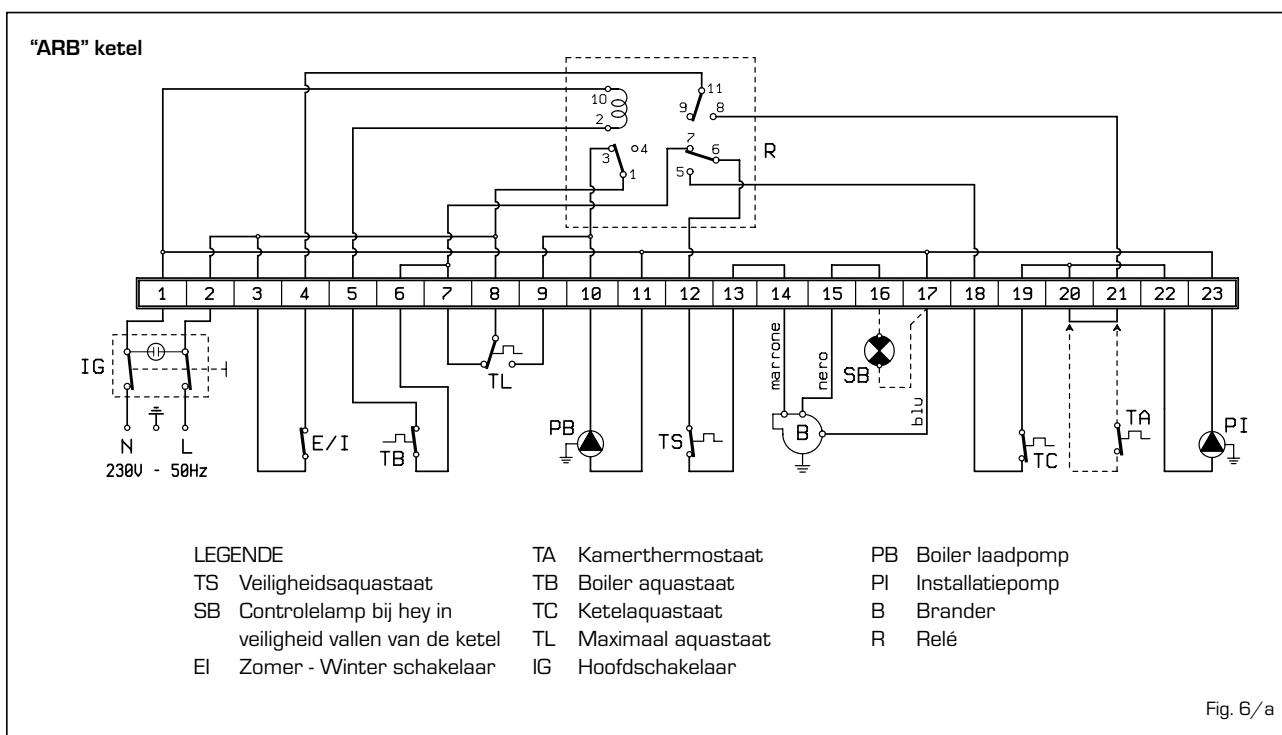 “ARB” ketel
10
2
3
4
1
11
9
8
7
6
5
R
1 2 3 4 5 6 7 8 9 10 11 12 13 14 15 16 17 18 19 20 21 22 23
IG
N
L
230V - 50Hz
E/I
TB
TL
PB
TS
marrone
nero
B
SB
blu
TC
TA
PI
LEGENDE
TS Veiligheidsaquastaat
SB Controlelamp bij hey in
veiligheid vallen van de ketel
EI Zomer - Winter schakelaar
TA Kamerthermostaat
TB Boiler aquastaat
TC Ketelaquastaat
TL Maximaal aquastaat
IG Hoofdschakelaar
PB Boiler laadpomp
PI Installatiepomp
B Brander
R Relé
Fig. 6/a